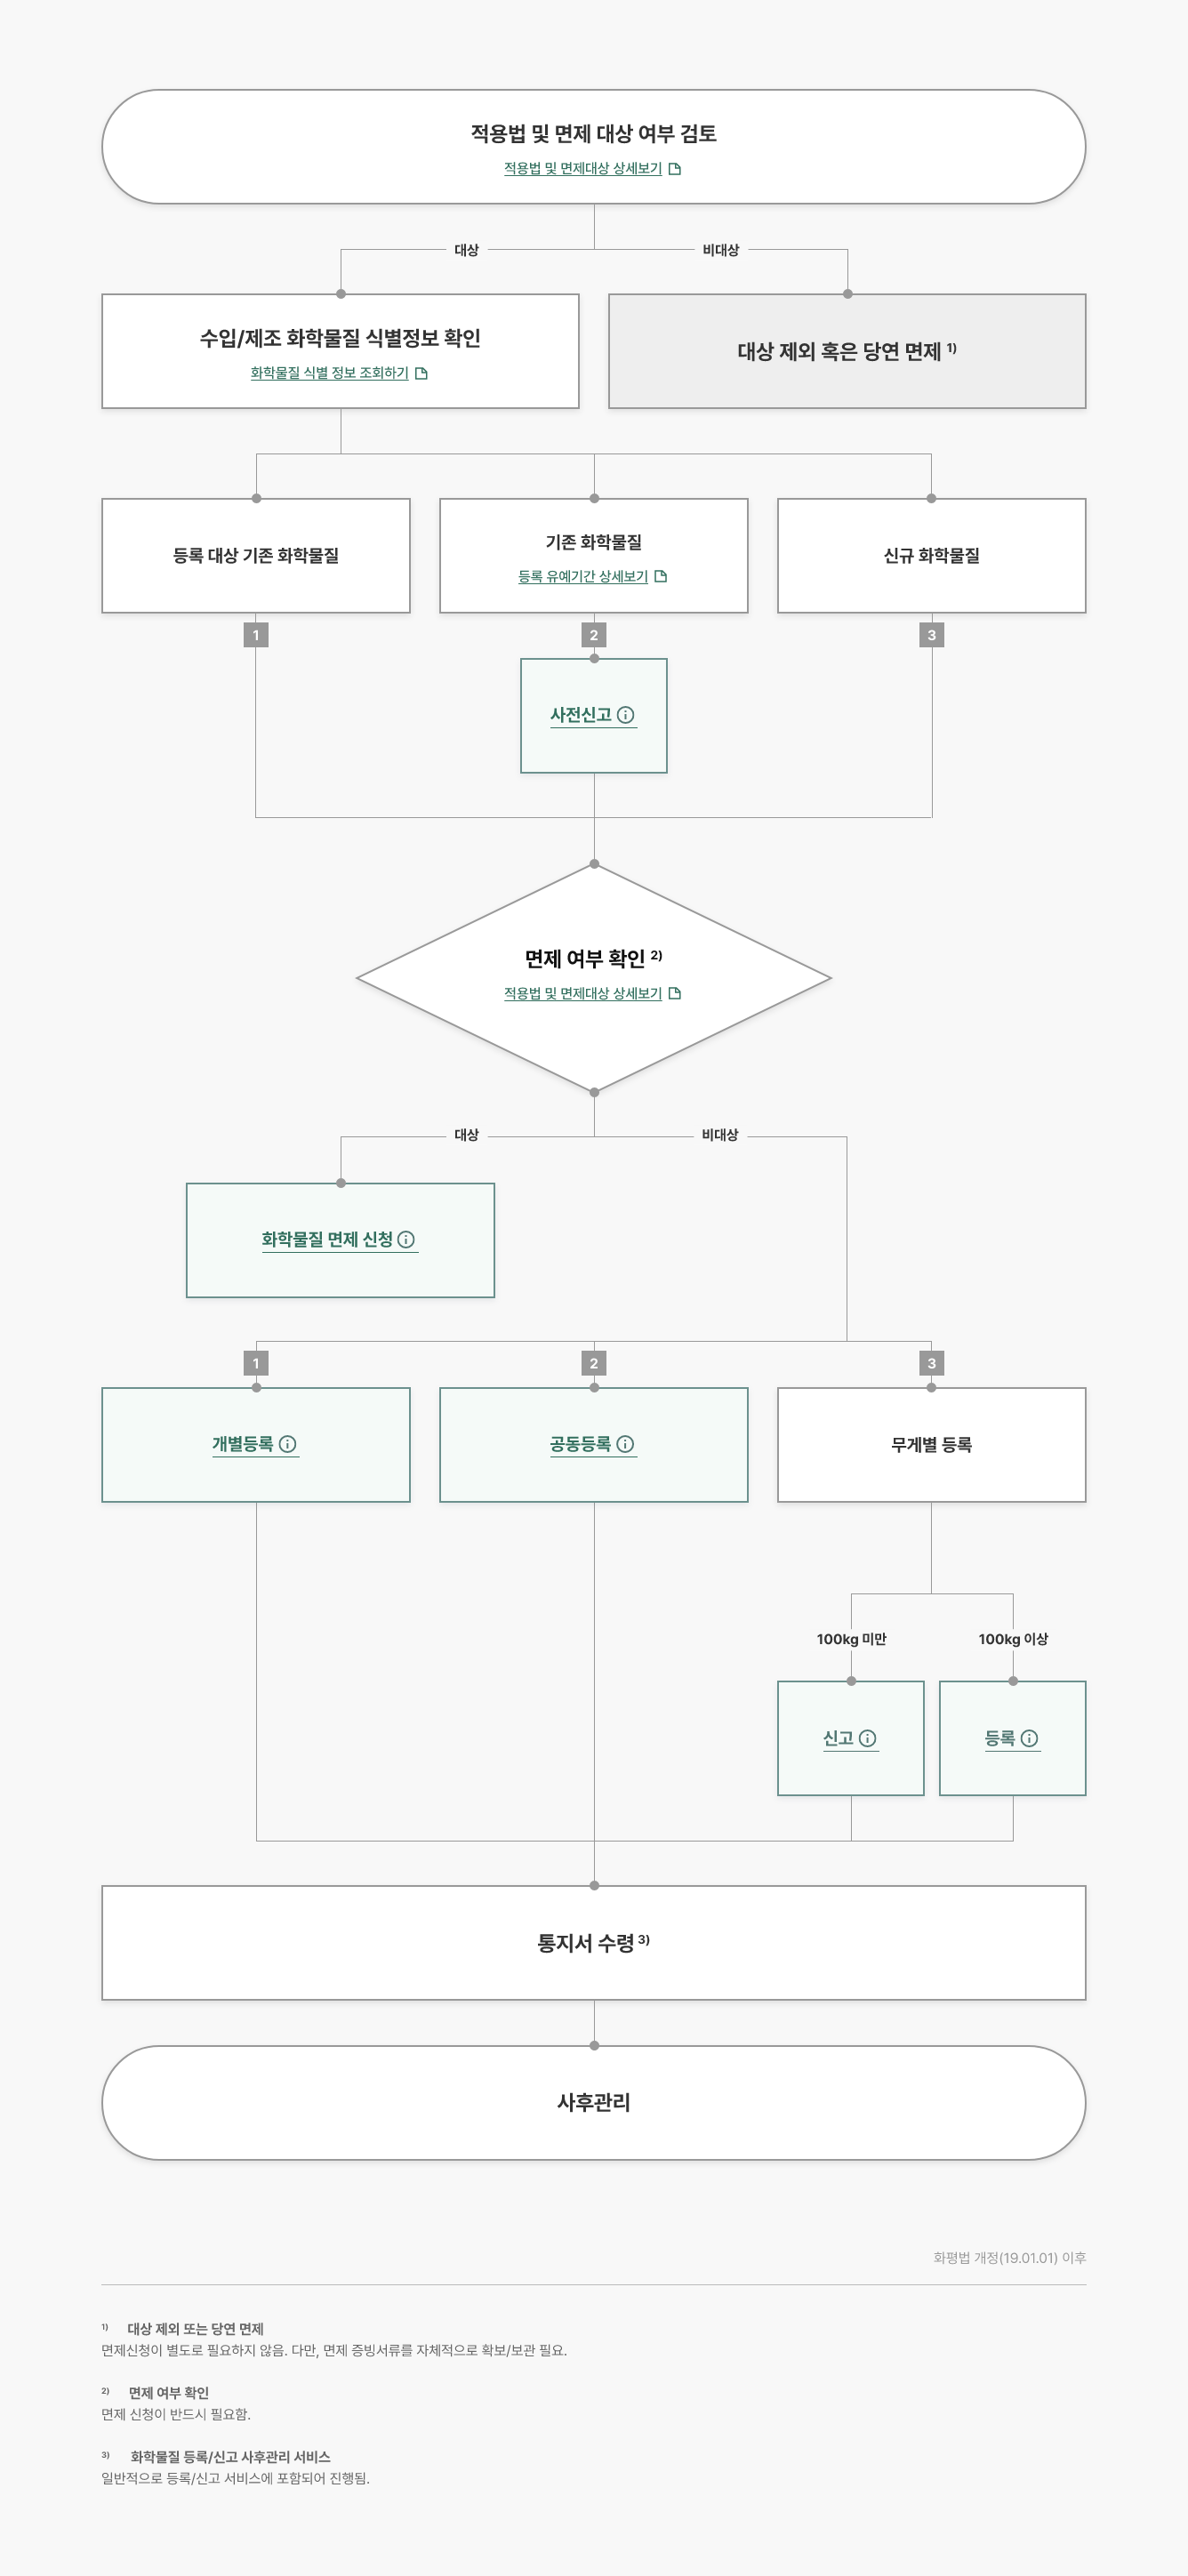 적용법 및 면제 대상 여부 검토
적용법 및 면제대상 상세보기
대상
비대상
수입/제조 화학물질 식별정보 확인
화학물질 식별 정보 조회하기
대상 제외 혹은 당연 면제 1)
등록 대상 기존 화학물질
기존 화학물질
등록 유예기간 상세보기
신규 화학물질
1
2
3
사전신고
면제 여부 확인 2)
적용법 및 면제대상 상세보기
대상
비대상
화학물질 면제 신청
1
2
3
개별등록
공동등록
무게별 등록
100kg 미만
100kg 이상
신고
등록
통지서 수령 3)
사후관리
화평법 개정(19.01.01) 이후
1) 대상 제외 또는 당연 면제
면제신청이 별도로 필요하지 않음. 다만, 면제 증빙서류를 자체적으로 확보/보관 필요.
2) 면제 여부 확인
면제 신청이 반드시 필요함.
3) 화학물질 등록/신고 사후관리 서비스
일반적으로 등록/신고 서비스에 포함되어 진행됨.